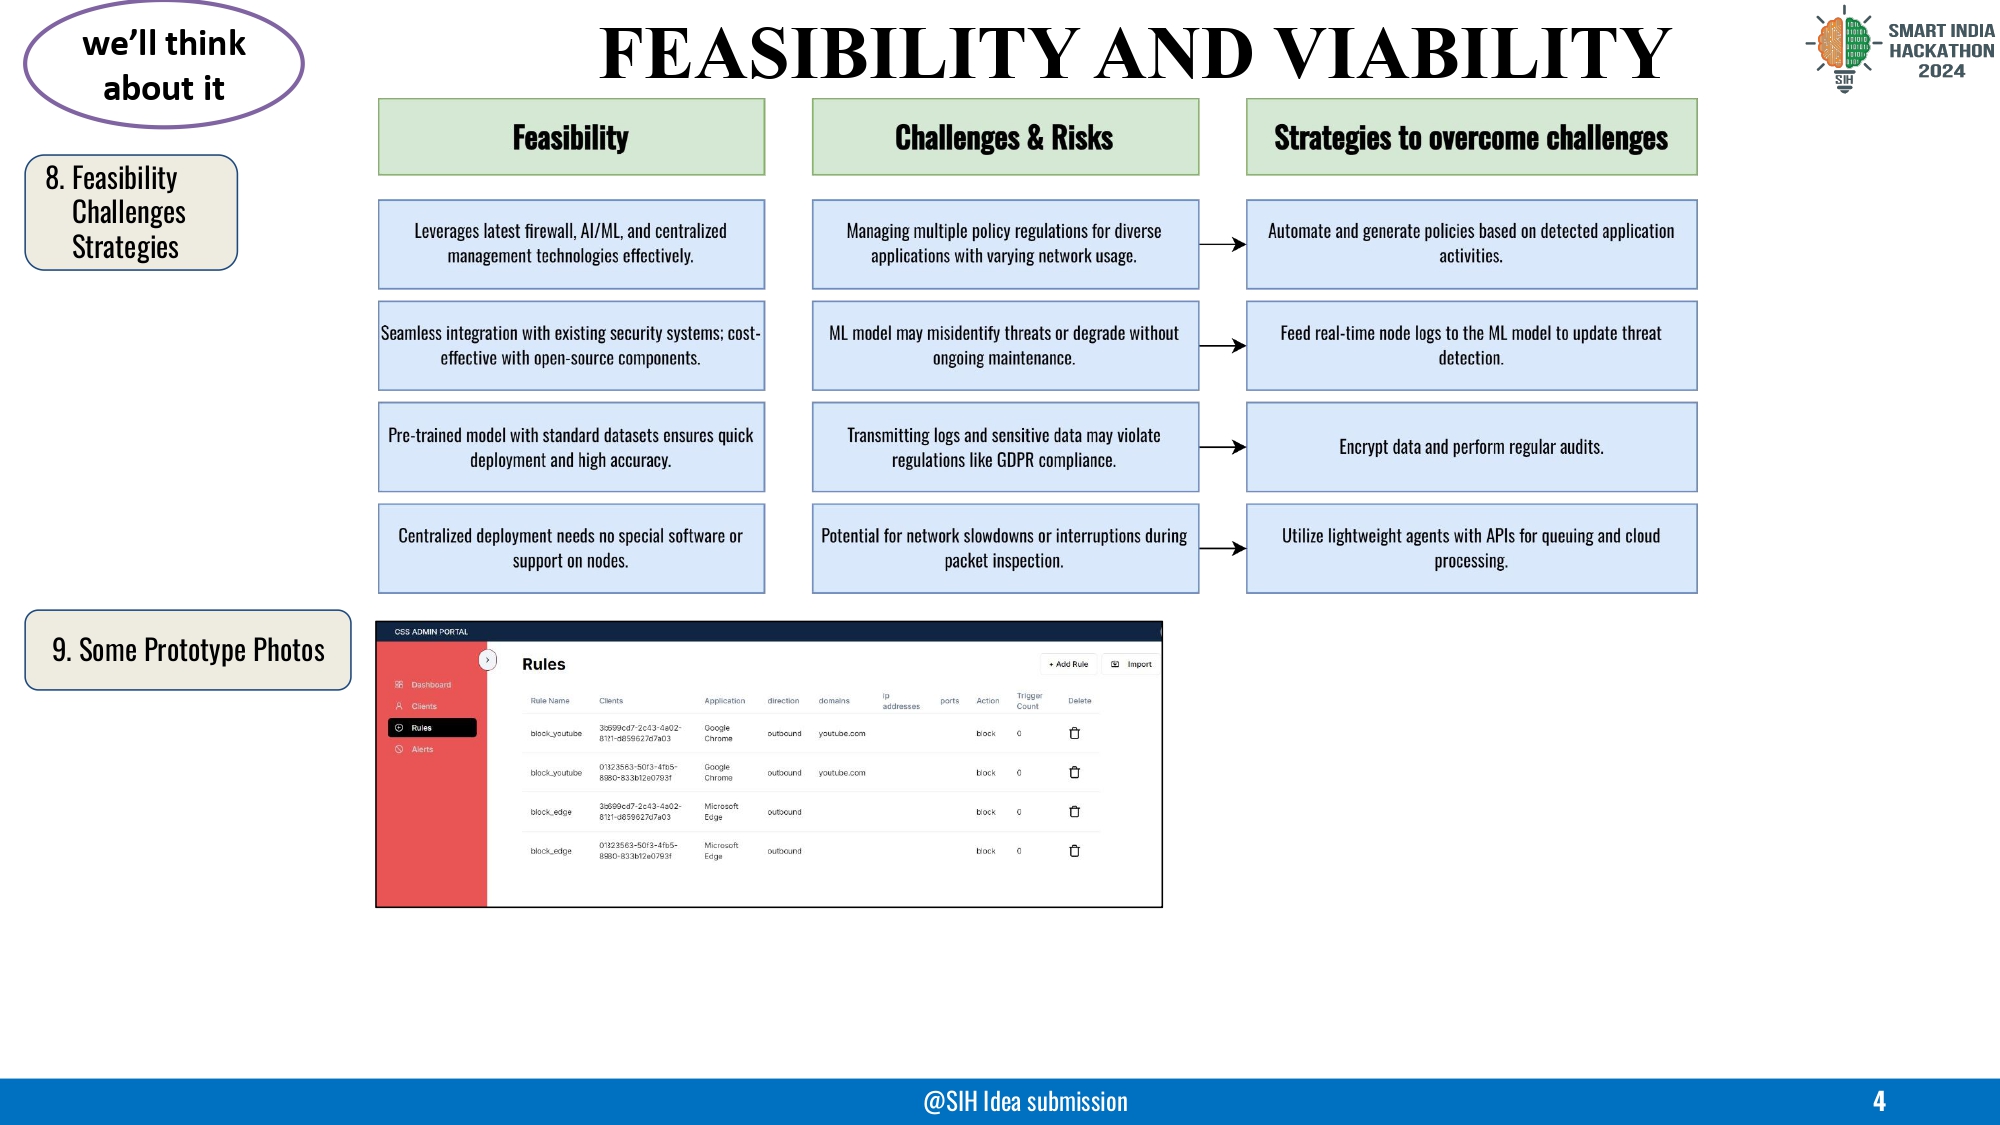 we'll think
about it
FEASIBILITY AND VIABILITY
SMART INDIA
HACKATHON
2024
SIH
8. Feasibility
Challenges
Strategies
Feasibility
Challenges & Risks
Strategies to overcome challenges
Leverages latest firewall, AI/ML, and centralized
management technologies effectively.
Managing multiple policy regulations for diverse
applications with varying network usage.
Automate and generate policies based on detected application
activities.
Seamless integration with existing security systems; cost-
effective with open-source components.
ML model may misidentify threats or degrade without
ongoing maintenance.
Feed real-time node logs to the ML model to update threat
detection.
Pre-trained model with standard datasets ensures quick
deployment and high accuracy.
Transmitting logs and sensitive data may violate
regulations like GDPR compliance.
Encrypt data and perform regular audits.
Centralized deployment needs no special software or
support on nodes.
Potential for network slowdowns or interruptions during
packet inspection.
Utilize lightweight agents with APIs for queuing and cloud
processing.
9. Some Prototype Photos
CSS ADMIN PORTAL
Dashboard
Clients
Rules
Alerts
Rules
+ Add Rule
Import
Rule Name Clients Application direction domains ip addresses ports Action Trigger Count Delete
block_youtube 3b699cd7-2c43-4a02- Google outbound youtube.com block 0
8121-d859627d7a03 Chrome
block_youtube 01323563-50f3-4fb5- Google outbound youtube.com block 0
8980-833b12e0793f Chrome
block_edge 3b699cd7-2c43-4a02- Microsoft outbound block 0
8121-d859627d7a03 Edge
block_edge 01323563-50f3-4fb5- Microsoft outbound block 0
8980-833b12e0793f Edge
@SIH Idea submission
4